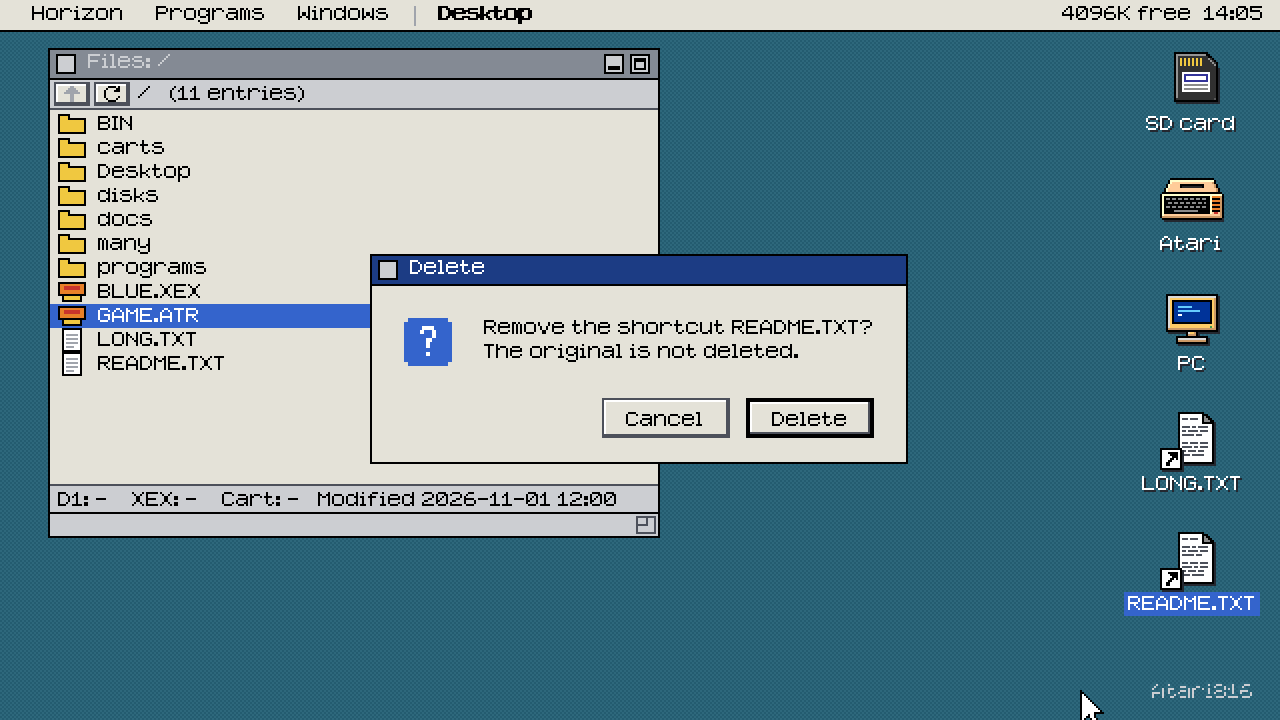 Horizon Programs Windows | Desktop 4096K free 14:05
Files: /
/ (11 entries)
BIN
carts
Desktop
disks
docs
many
programs
BLUE.XEX
GAME.ATR
LONG.TXT
README.TXT
D1: - XEX: - Cart: - Modified 2026-11-01 12:00
Delete
?
Remove the shortcut README.TXT?
The original is not deleted.
Cancel Delete
SD card
Atari
PC
LONG.TXT
README.TXT
Atari816